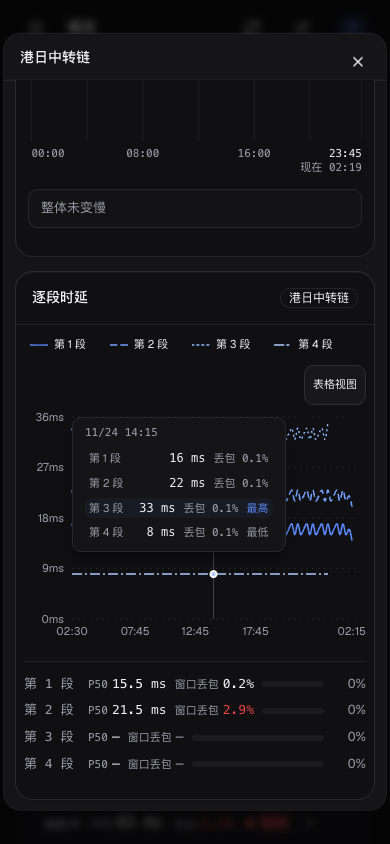 港日中转链 ×
00:00 08:00 16:00 23:45
现在 02:19
整体未变慢
逐段时延 港日中转链
第 1 段 第 2 段 第 3 段 第 4 段
表格视图
36ms
27ms
18ms
9ms
0ms
11/24 14:15
第 1 段 16 ms 丢包 0.1%
第 2 段 22 ms 丢包 0.1%
第 3 段 33 ms 丢包 0.1% 最高
第 4 段 8 ms 丢包 0.1% 最低
02:30 07:45 12:45 17:45 02:15
第 1 段 P50 15.5 ms 窗口丢包 0.2% 0%
第 2 段 P50 21.5 ms 窗口丢包 2.9% 0%
第 3 段 P50 — 窗口丢包 — 0%
第 4 段 P50 — 窗口丢包 — 0%